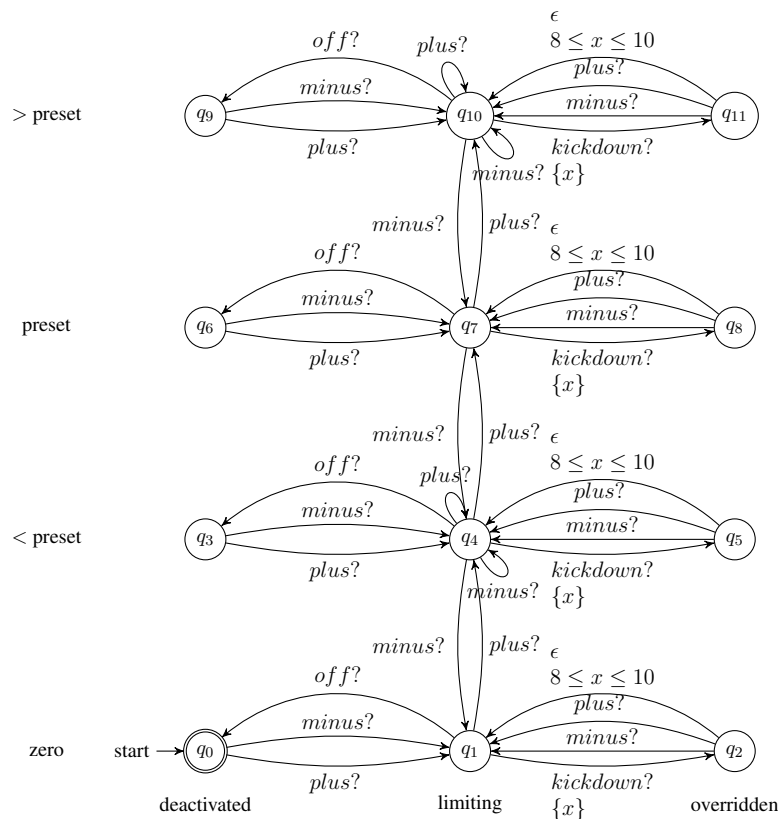 ϵ
off? plus? 8 ≤ x ≤ 10
plus?
minus? minus?
> preset q9 q10 q11
plus? kickdown?
minus? {x}
minus? plus?
ϵ
off? 8 ≤ x ≤ 10
plus?
minus? minus?
preset q6 q7 q8
plus? kickdown?
{x}
minus? plus?
ϵ
off? plus? 8 ≤ x ≤ 10
plus?
minus? minus?
< preset q3 q4 q5
plus? kickdown?
minus? {x}
minus? plus?
ϵ
off? 8 ≤ x ≤ 10
plus?
minus? minus?
zero start q0 q1 q2
plus? kickdown?
{x}
deactivated limiting overridden